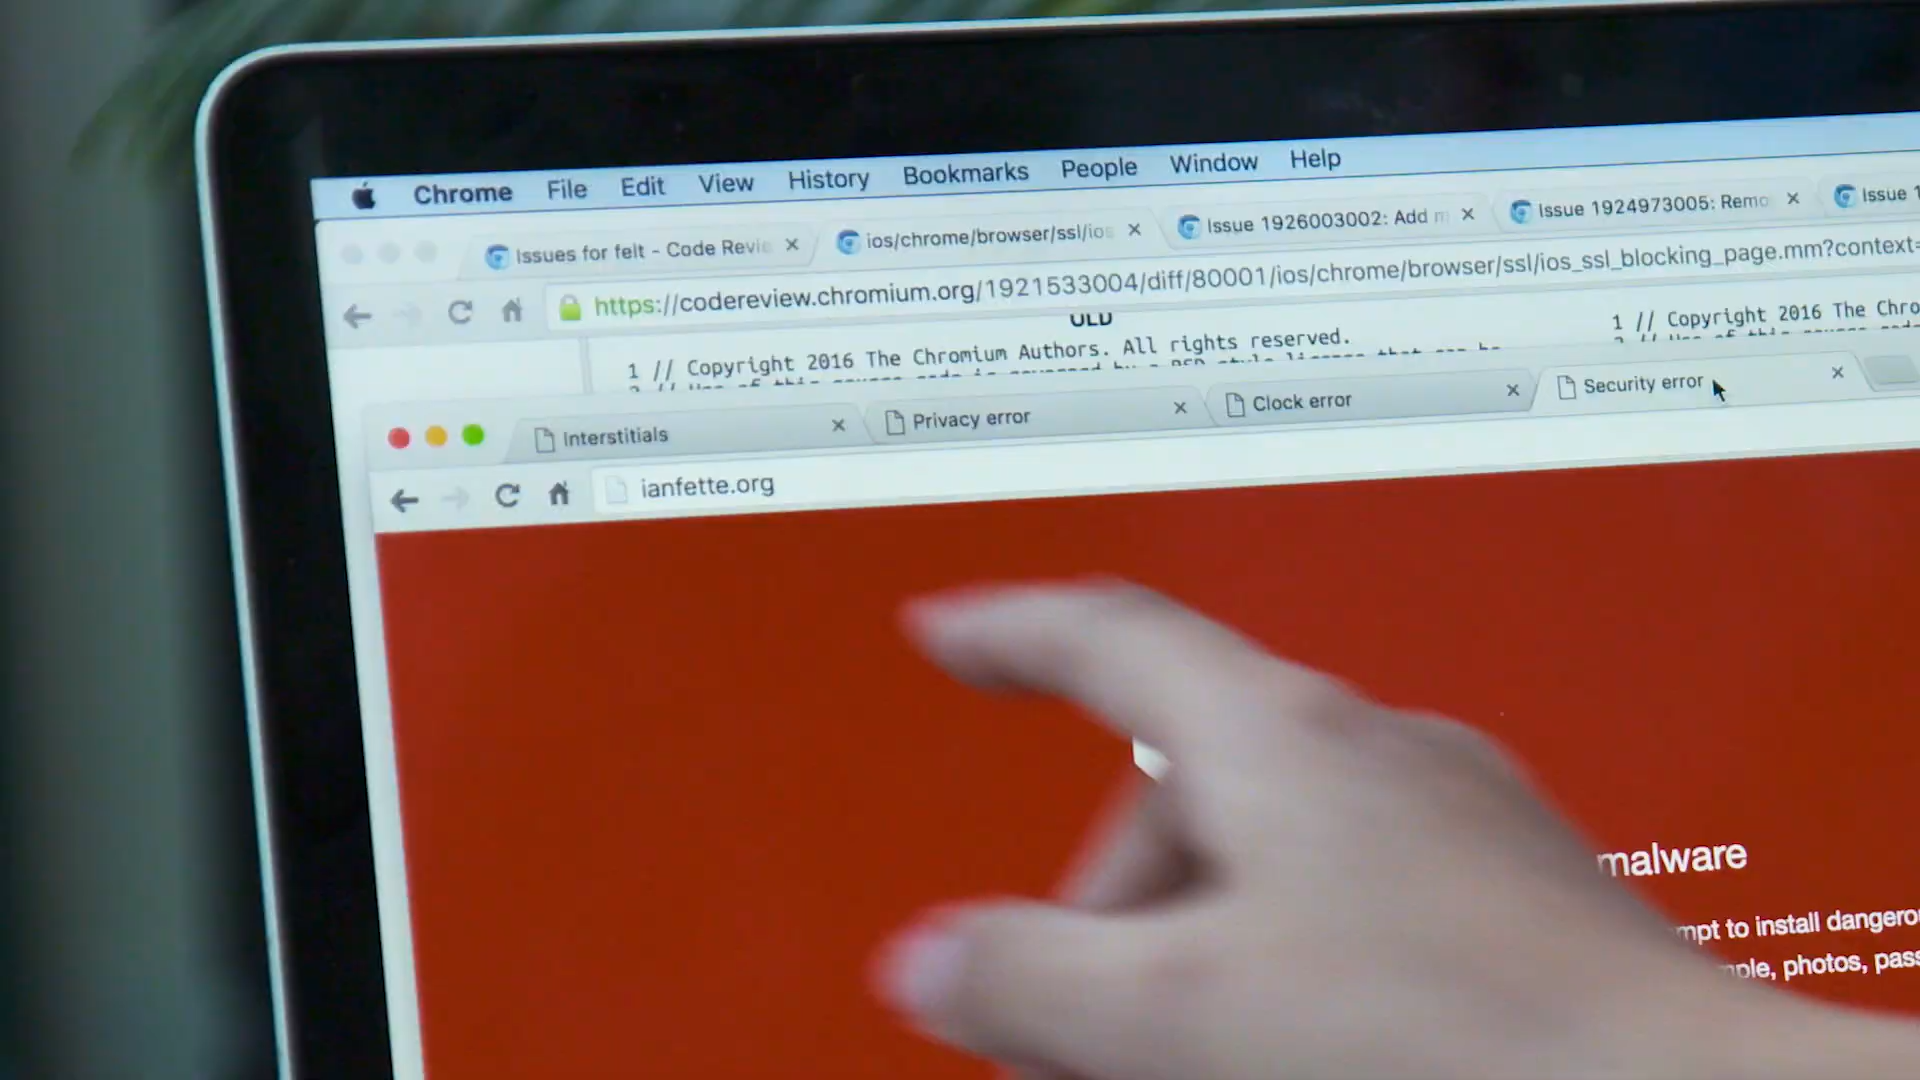 Chrome File Edit View History Bookmarks People Window Help
Issues for felt - Code Revie
ios/chrome/browser/ssl/ios
Issue 1926003002: Add m
Issue 1924973005: Remo
Issue 1
https://codereview.chromium.org/1921533004/diff/80001/ios/chrome/browser/ssl/ios_ssl_blocking_page.mm?context=
OLD
1 // Copyright 2016 The Chromium Authors. All rights reserved.
1 // Copyright 2016 The Chro
Interstitials
Privacy error
Clock error
Security error
ianfette.org
malware
mpt to install dangero
mple, photos, pass